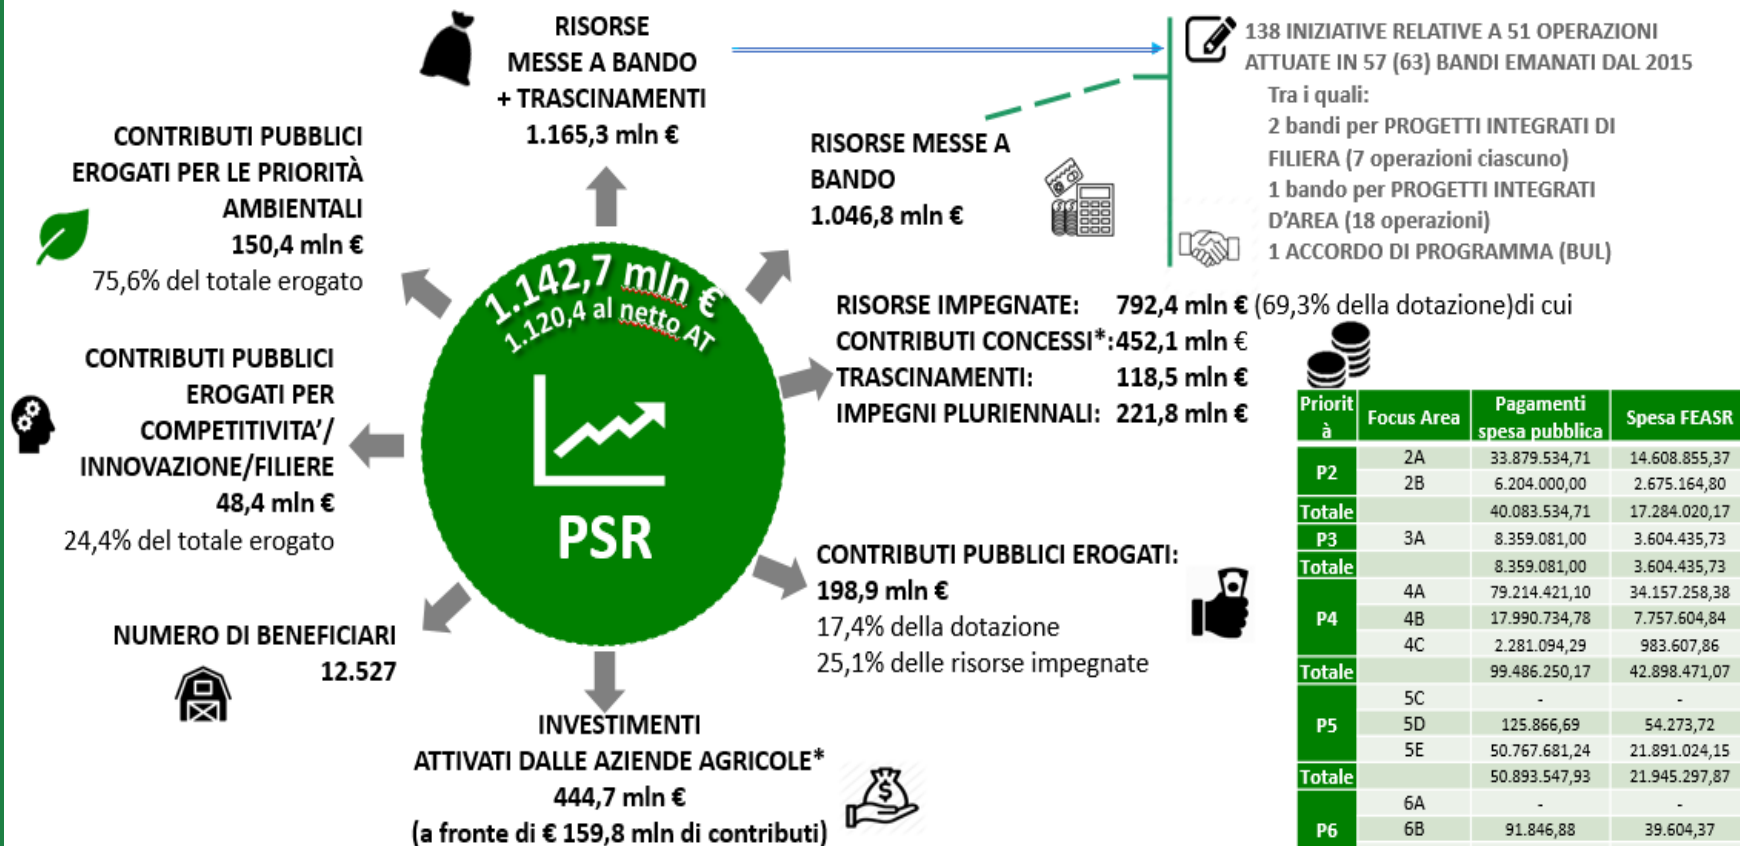 RISORSE
MESSE A BANDO
+ TRASCINAMENTI
1.165,3 mln €
138 INIZIATIVE RELATIVE A 51 OPERAZIONI
ATTUATE IN 57 (63) BANDI EMANATI DAL 2015
Tra i quali:
2 bandi per PROGETTI INTEGRATI DI
FILIERA (7 operazioni ciascuno)
1 bando per PROGETTI INTEGRATI
D'AREA (18 operazioni)
1 ACCORDO DI PROGRAMMA (BUL)
CONTRIBUTI PUBBLICI
EROGATI PER LE PRIORITÀ
AMBIENTALI
150,4 mln €
75,6% del totale erogato
RISORSE MESSE A
BANDO
1.046,8 mln €
1.142,7 mln €
1.120,4 al netto AT
PSR
RISORSE IMPEGNATE: 792,4 mln € (69,3% della dotazione)di cui
CONTRIBUTI CONCESSI*:452,1 mln €
TRASCINAMENTI: 118,5 mln €
IMPEGNI PLURIENNALI: 221,8 mln €
CONTRIBUTI PUBBLICI
EROGATI PER
COMPETITIVITA'/
INNOVAZIONE/FILIERE
48,4 mln €
24,4% del totale erogato
CONTRIBUTI PUBBLICI EROGATI:
198,9 mln €
17,4% della dotazione
25,1% delle risorse impegnate
NUMERO DI BENEFICIARI
12.527
INVESTIMENTI
ATTIVATI DALLE AZIENDE AGRICOLE*
444,7 mln €
(a fronte di € 159,8 mln di contributi)
Priorit
à Focus Area Pagamenti
spesa pubblica Spesa FEASR
P2 2A 33.879.534,71 14.608.855,37
2B 6.204.000,00 2.675.164,80
Totale 40.083.534,71 17.284.020,17
P3 3A 8.359.081,00 3.604.435,73
Totale 8.359.081,00 3.604.435,73
P4 4A 79.214.421,10 34.157.258,38
4B 17.990.734,78 7.757.604,84
4C 2.281.094,29 983.607,86
Totale 99.486.250,17 42.898.471,07
P5 5C - -
5D 125.866,69 54.273,72
5E 50.767.681,24 21.891.024,15
Totale 50.893.547,93 21.945.297,87
P6 6A - -
6B 91.846,88 39.604,37